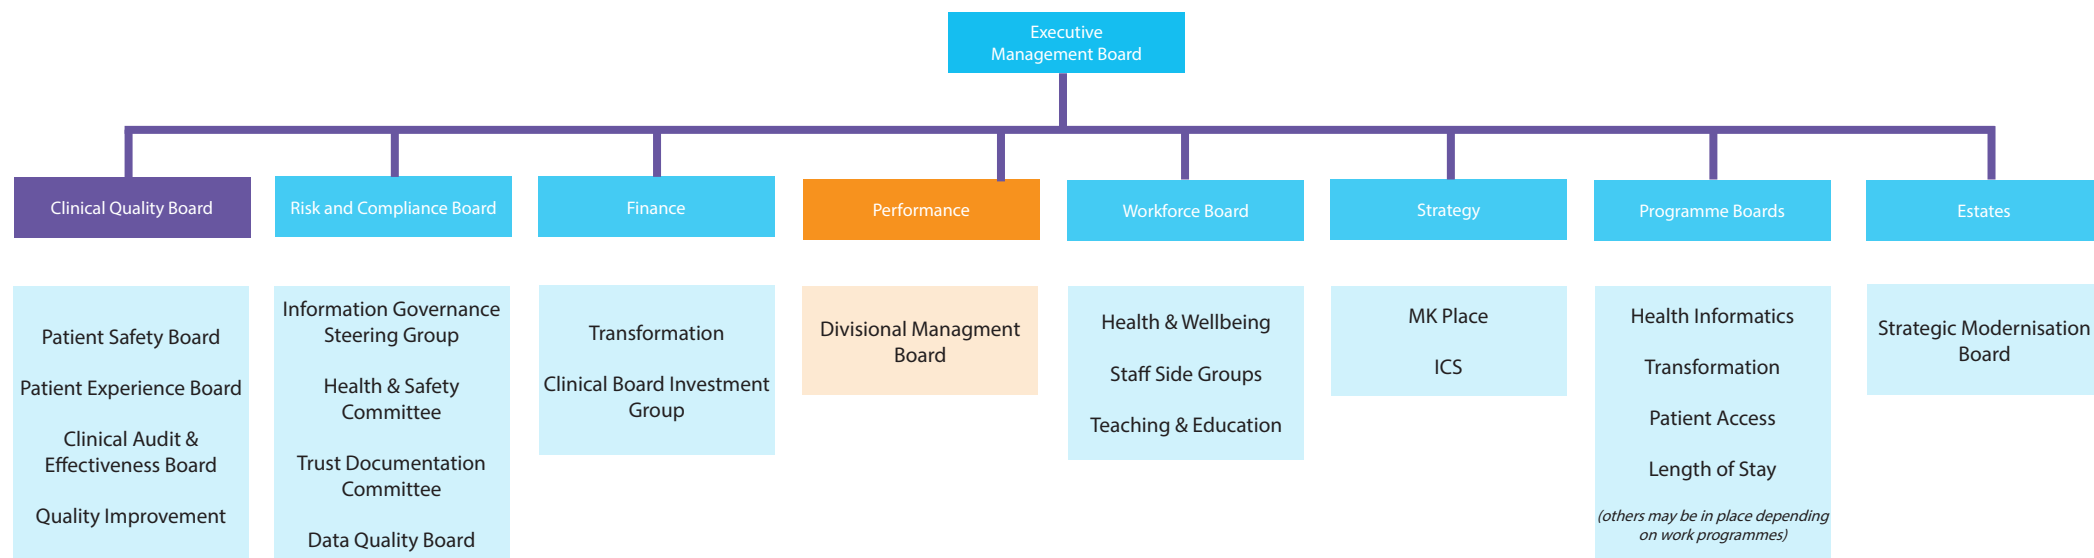 Executive
Management Board
Clinical Quality Board
Risk and Compliance Board
Finance
Performance
Workforce Board
Strategy
Programme Boards
Estates
Patient Safety Board
Patient Experience Board
Clinical Audit &
Effectiveness Board
Quality Improvement
Information Governance
Steering Group
Health & Safety
Committee
Trust Documentation
Committee
Data Quality Board
Transformation
Clinical Board Investment
Group
Divisional Managment
Board
Health & Wellbeing
Staff Side Groups
Teaching & Education
MK Place
ICS
Health Informatics
Transformation
Patient Access
Length of Stay
(others may be in place depending
on work programmes)
Strategic Modernisation
Board